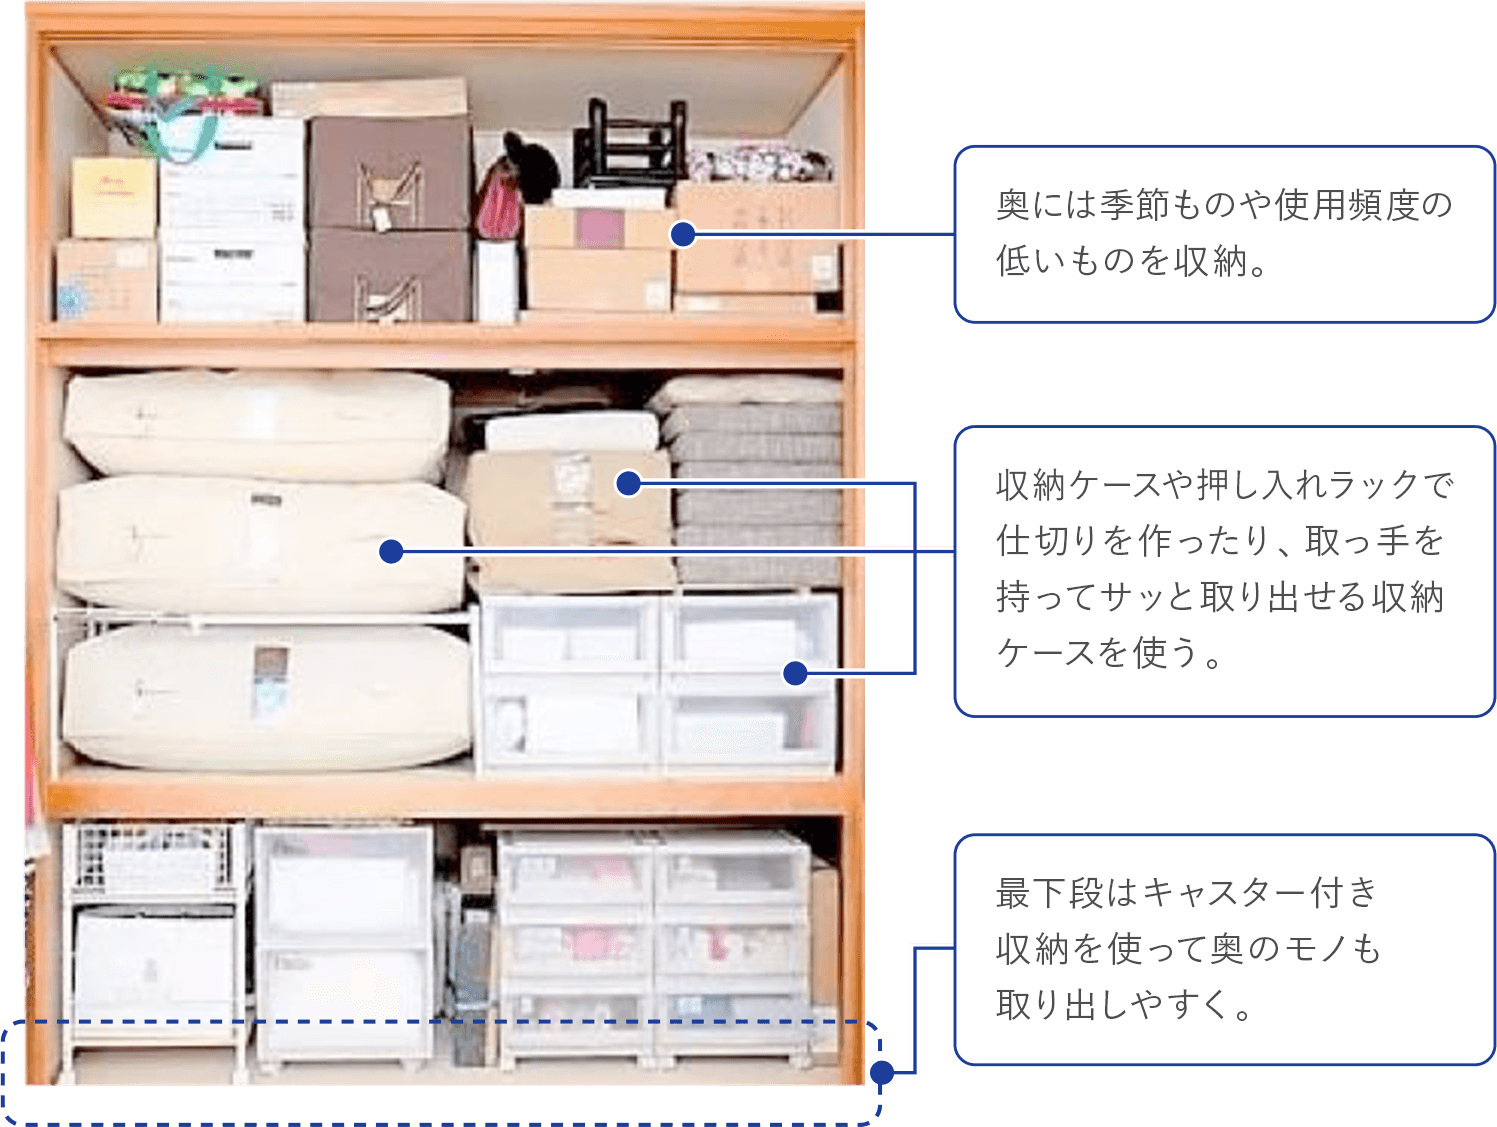 奥には季節ものや使用頻度の
低いものを収納。
収納ケースや押し入れラックで
仕切りを作ったり、取っ手を
持ってサッと取り出せる収納
ケースを使う。
最下段はキャスター付き
収納を使って奥のモノも
取り出しやすく。